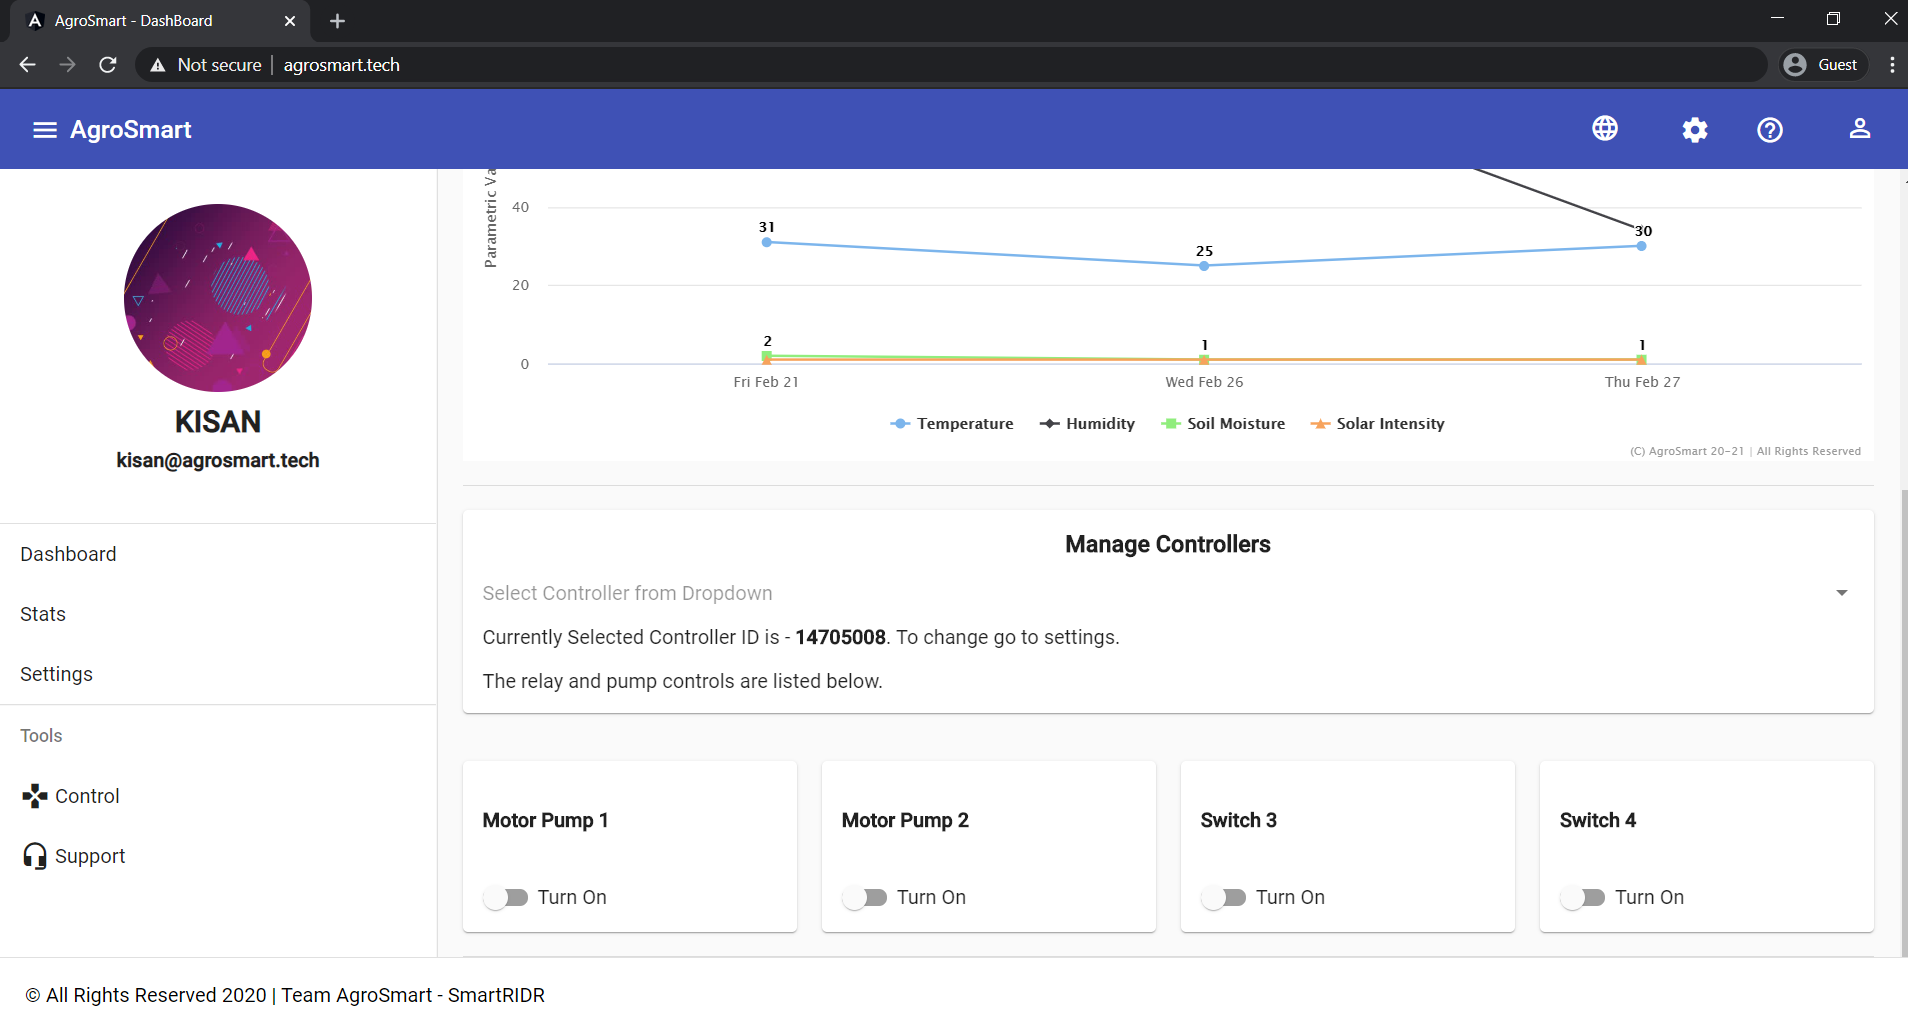 AgroSmart - DashBoard
Not secure | agrosmart.tech
Guest
AgroSmart
KISAN
kisan@agrosmart.tech
Dashboard
Stats
Settings
Tools
Control
Support
Parametric Va
40
20
0
31
25
30
2
1
1
Fri Feb 21
Wed Feb 26
Thu Feb 27
Temperature
Humidity
Soil Moisture
Solar Intensity
(C) AgroSmart 20-21 | All Rights Reserved
Manage Controllers
Select Controller from Dropdown
Currently Selected Controller ID is - 14705008. To change go to settings.
The relay and pump controls are listed below.
Motor Pump 1
Turn On
Motor Pump 2
Turn On
Switch 3
Turn On
Switch 4
Turn On
© All Rights Reserved 2020 | Team AgroSmart - SmartRIDR